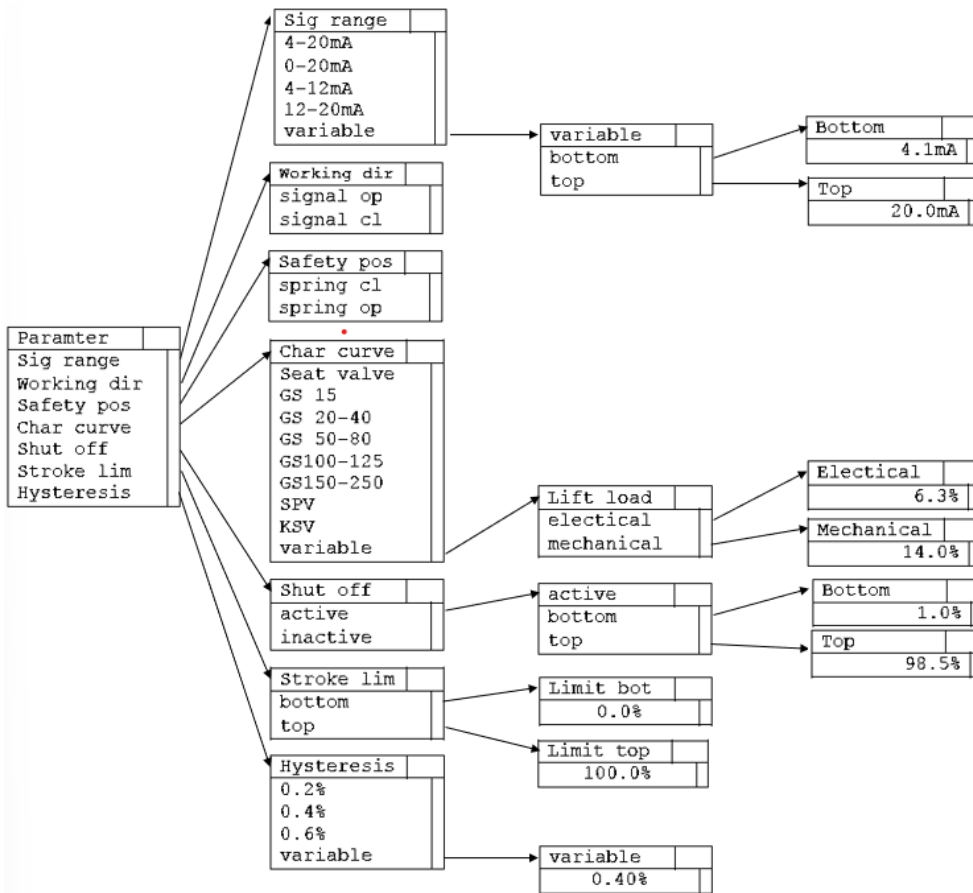 Paramter
Sig range
Working dir
Safety pos
Char curve
Shut off
Stroke lim
Hysteresis
Sig range
4-20mA
0-20mA
4-12mA
12-20mA
variable
variable
bottom
top
Bottom
4.1mA
Top
20.0mA
Working dir
signal op
signal cl
Safety pos
spring cl
spring op
Char curve
Seat valve
GS 15
GS 20-40
GS 50-80
GS100-125
GS150-250
SPV
KSV
variable
Lift load
electical
mechanical
Electical
6.3%
Mechanical
14.0%
Shut off
active
inactive
active
bottom
top
Bottom
1.0%
Top
98.5%
Stroke lim
bottom
top
Limit bot
0.0%
Limit top
100.0%
Hysteresis
0.2%
0.4%
0.6%
variable
variable
0.40%